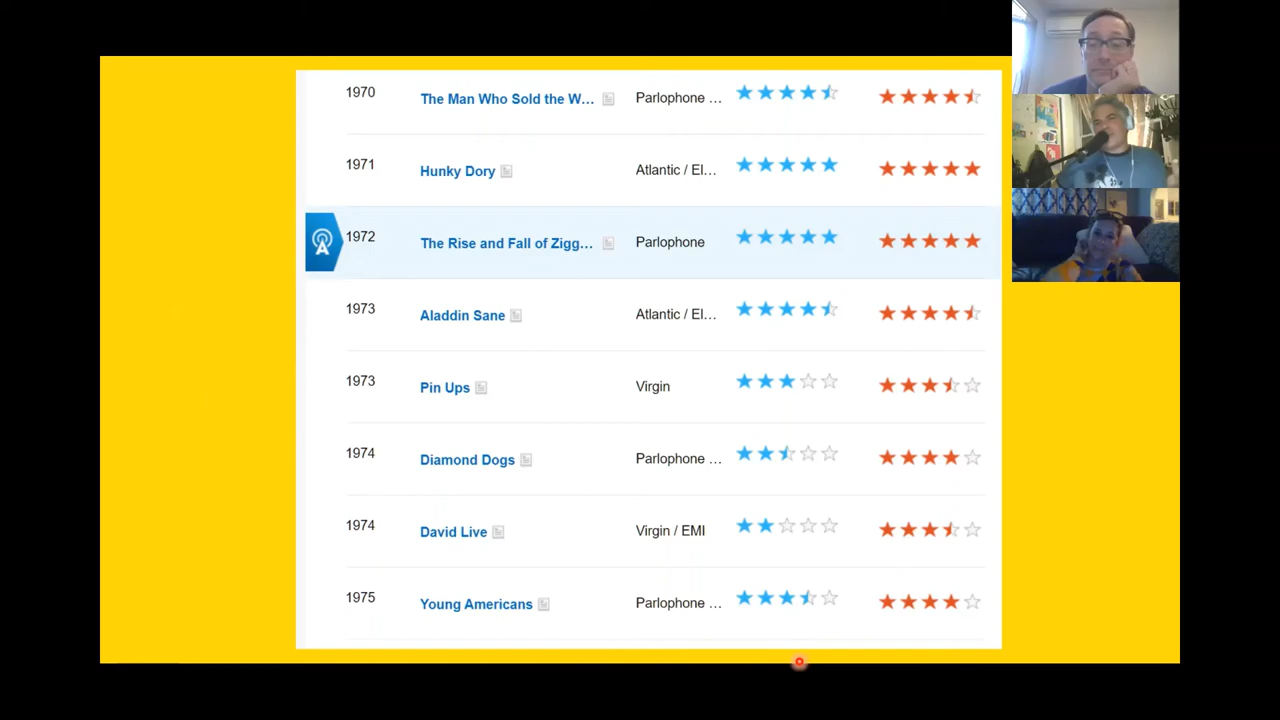 1970 The Man Who Sold the W... Parlophone ...
1971 Hunky Dory Atlantic / El...
1972 The Rise and Fall of Zigg... Parlophone
1973 Aladdin Sane Atlantic / El...
1973 Pin Ups Virgin
1974 Diamond Dogs Parlophone ...
1974 David Live Virgin / EMI
1975 Young Americans Parlophone ...